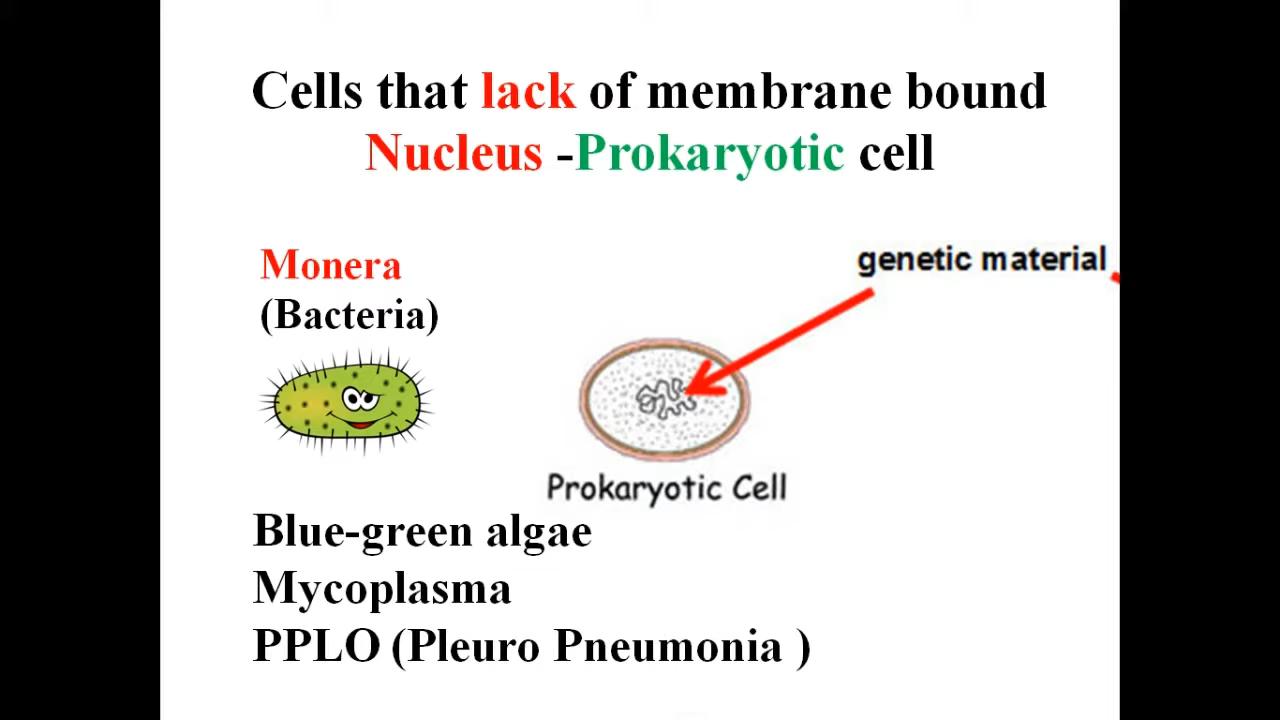 Cells that lack of membrane bound
Nucleus -Prokaryotic cell
Monera
(Bacteria)
genetic material
Prokaryotic Cell
Blue-green algae
Mycoplasma
PPLO (Pleuro Pneumonia )